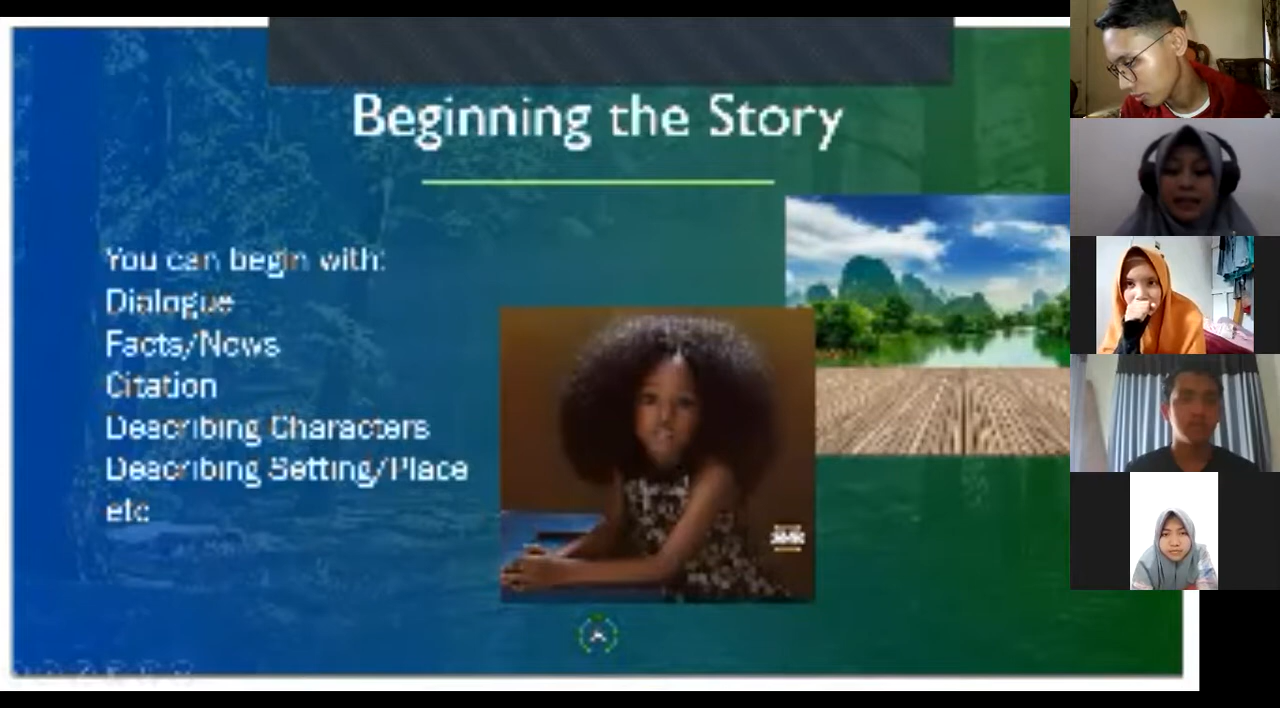 Beginning the Story
You can begin with:
Dialogue
Facts/News
Citation
Describing Characters
Describing Setting/Place
etc